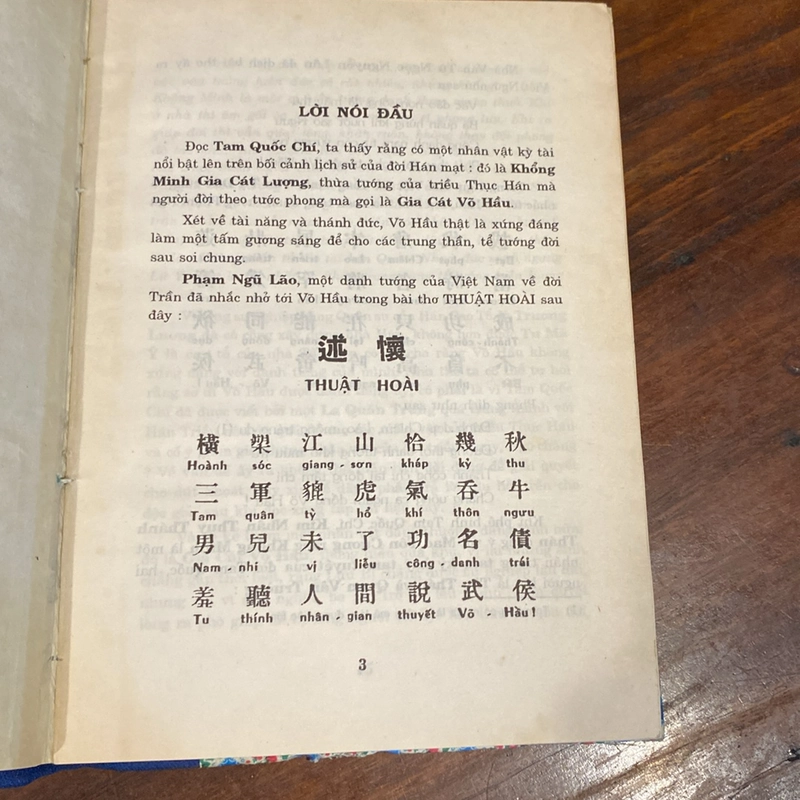 LỜI NÓI ĐẦU
Đọc Tam Quốc Chí, ta thấy rằng có một nhân vật kỳ tài
nổi bật lên trên bối cảnh lịch sử của đời Hán mạt : đó là Khổng
Minh Gia Cát Lượng, thừa tướng của triều Thục Hán mà
người đời theo tước phong mà gọi là Gia Cát Võ Hầu.
Xét về tài năng và thánh đức, Võ Hầu thật là xứng đáng
làm một tấm gương sáng để cho các trung thần, tể tướng đời
sau soi chung.
Phạm Ngũ Lão, một danh tướng của Việt Nam về đời
Trần đã nhắc nhở tới Võ Hầu trong bài thơ THUẬT HOÀI sau
đây :
述 懷
THUẬT HOÀI
橫 槊 江 山 恰 幾 秋
Hoành sóc giang - sơn kháp kỷ thu
三 軍 貔 虎 氣 吞 牛
Tam quân tỳ hổ khí thôn ngưu
男 兒 未 了 功 名 債
Nam - nhi vị liễu công - danh trái
羞 聽 人 間 說 武 侯
Tu thính nhân - gian thuyết Võ - Hầu !
3